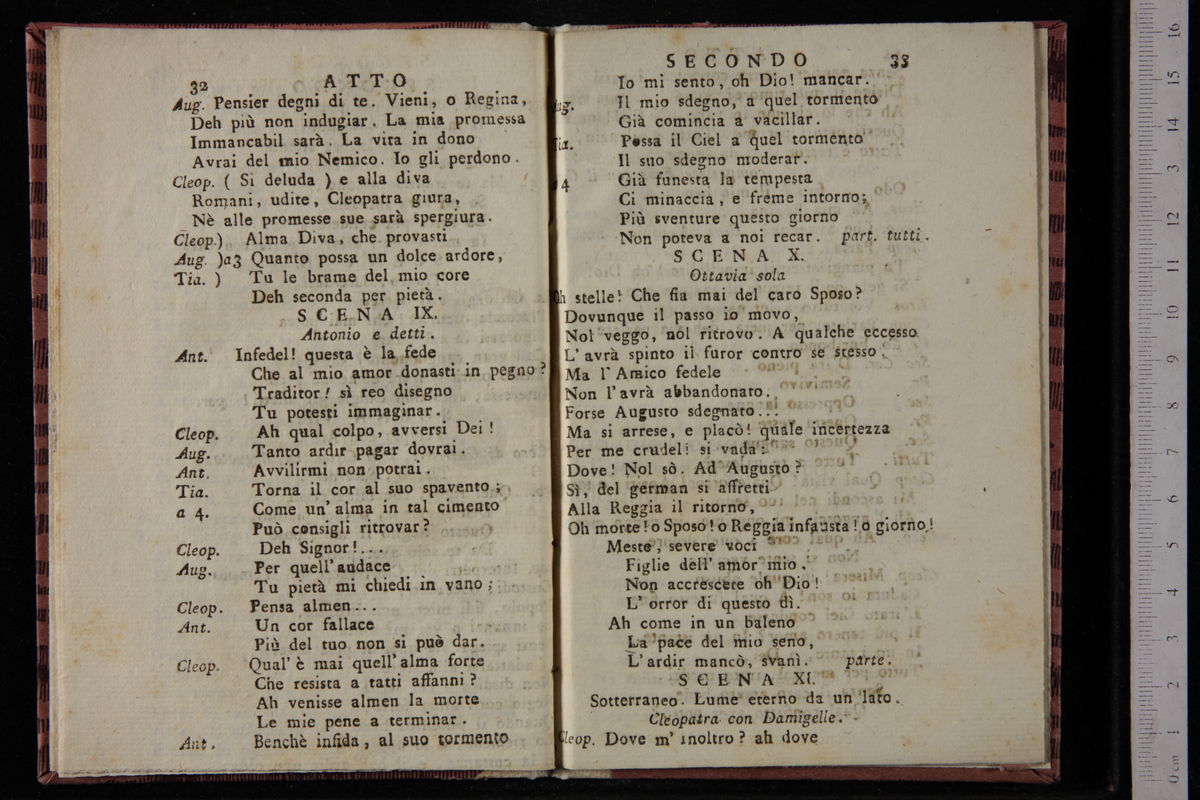 32 ATTO
Aug. Pensier degni di te. Vieni, o Regina,
Deh più non indugiar. La mia promessa
Immancabil sarà. La vita in dono
Avrai del mio Nemico. Io gli perdono.
Cleop. ( Si deluda ) e alla diva
Romani, udite, Cleopatra giura,
Nè alle promesse sue sarà spergiura.
Cleop.) Alma Diva, che provasti
Aug. )a3 Quanto possa un dolce ardore,
Tia. ) Tu le brame del mio core
Deh seconda per pietà.
SCENA IX.
Antonio e detti.
Ant. Infedel! questa è la fede
Che al mio amor donasti in pegno?
Traditor! sì reo disegno
Tu potesti immaginar.
Cleop. Ah qual colpo, avversi Dei!
Aug. Tanto ardir pagar dovrai.
Ant. Avvilirmi non potrai.
Tia. Torna il cor al suo spavento;
a 4. Come un' alma in tal cimento
Può consigli ritrovar?
Cleop. Deh Signor!...
Aug. Per quell' audace
Tu pietà mi chiedi in vano;
Cleop. Pensa almen...
Ant. Un cor fallace
Più del tuo non si può dar.
Cleop. Qual' è mai quell' alma forte
Che resista a tatti affanni?
Ah venisse almen la morte
Le mie pene a terminar.
Ant. Benchè infida, al suo tormento
SECONDO 33
Io mi sento, oh Dio! mancar.
ug. Il mio sdegno, a quel tormento
Già comincia a vacillar.
Tia. Possa il Ciel a quel tormento
Il suo sdegno moderar.
a 4 Già funesta la tempesta
Ci minaccia, e freme intorno;
Più sventure questo giorno
Non poteva a noi recar. part. tutti.
SCENA X.
Ottavia sola
Oh stelle! Che fia mai del caro Sposo?
Dovunque il passo io movo,
Nol veggo, nol ritrovo. A qualche eccesso
L' avrà spinto il furor contro se stesso.
Ma l' Amico fedele
Non l'avrà abbandonato.
Forse Augusto sdegnato...
Ma si arrese, e placò! quale incertezza
Per me crudel! si vada:
Dove! Nol sò. Ad Augusto?
Sì, del german si affretti
Alla Reggia il ritorno,
Oh morte! o Sposo! o Reggia infausta! o giorno!
Meste, severe voci
Figlie dell' amor mio.
Non accrescete oh Dio!
L' orror di questo dì.
Ah come in un baleno
La pace del mio seno,
L' ardir mancò, svanì. parte.
SCENA XI.
Sotterraneo. Lume eterno da un lato.
Cleopatra con Damigelle.
Cleop. Dove m' inoltro? ah dove